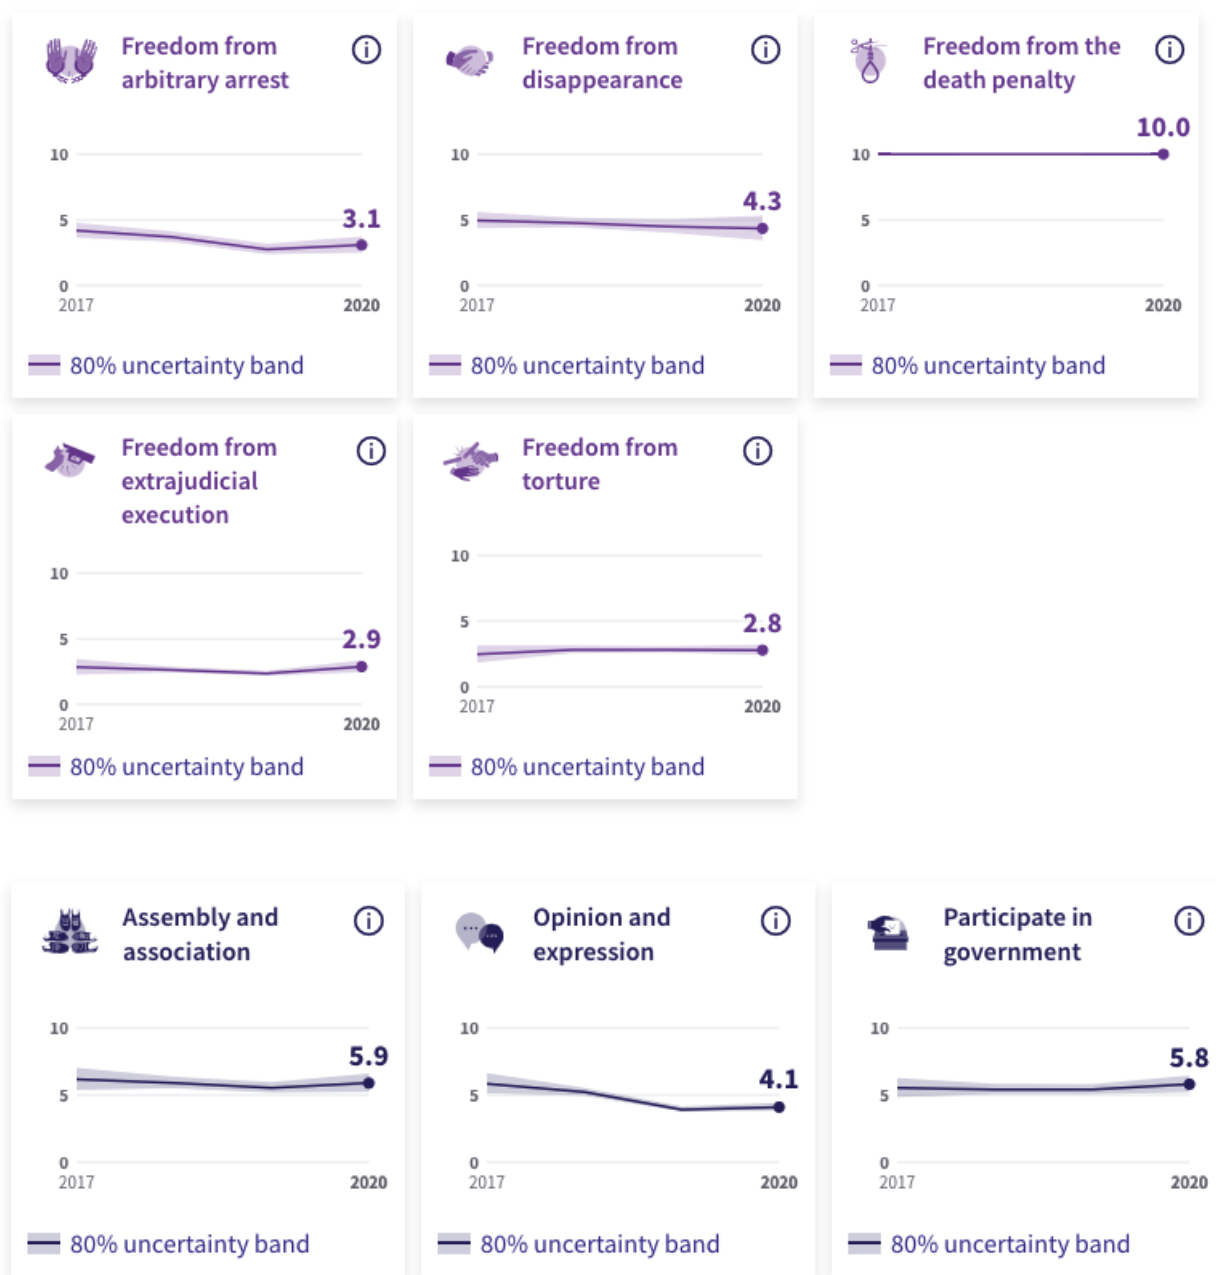 Freedom from
arbitrary arrest
10
5
3.1
0
2017
2020
80% uncertainty band
Freedom from
disappearance
10
5
4.3
0
2017
2020
80% uncertainty band
Freedom from the
death penalty
10.0
10
5
0
2017
2020
80% uncertainty band
Freedom from
extrajudicial
execution
10
5
2.9
0
2017
2020
80% uncertainty band
Freedom from
torture
10
5
2.8
0
2017
2020
80% uncertainty band
Assembly and
association
10
5.9
5
0
2017
2020
80% uncertainty band
Opinion and
expression
10
4.1
5
0
2017
2020
80% uncertainty band
Participate in
government
10
5.8
5
0
2017
2020
80% uncertainty band